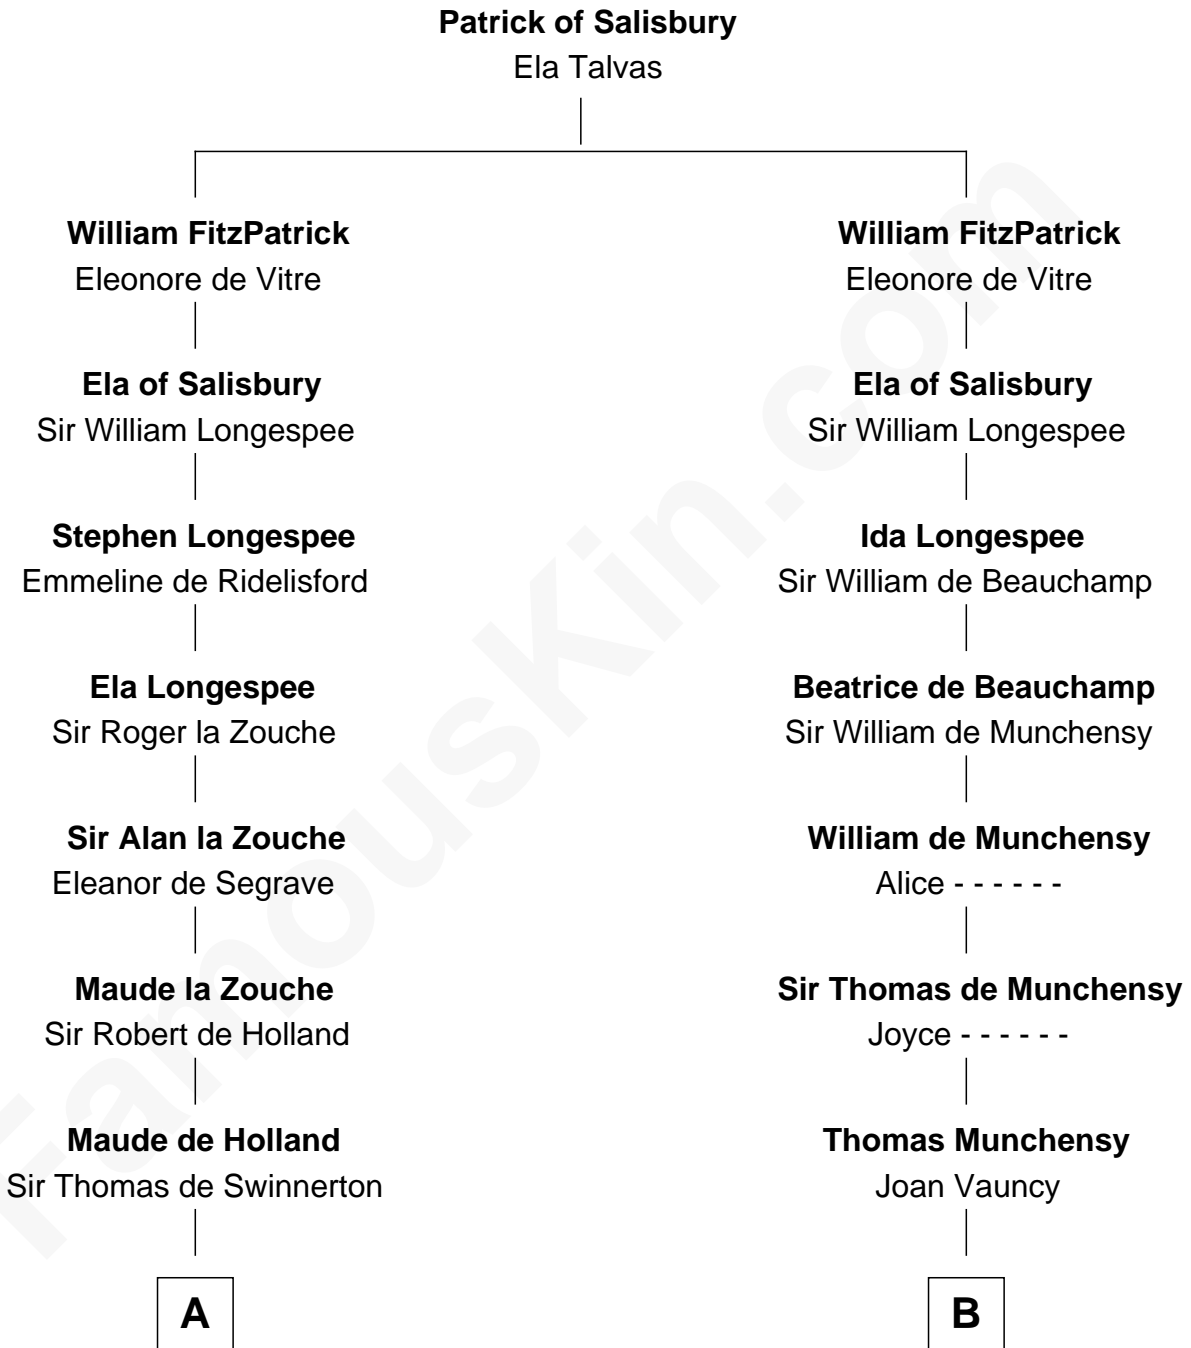 Patrick of Salisbury
Ela Talvas
William FitzPatrick
Eleonore de Vitre
William FitzPatrick
Eleonore de Vitre
Ela of Salisbury
Sir William Longespee
Ela of Salisbury
Sir William Longespee
Stephen Longespee
Emmeline de Ridelisford
Ida Longespee
Sir William de Beauchamp
Ela Longespee
Sir Roger la Zouche
Beatrice de Beauchamp
Sir William de Munchensy
Sir Alan la Zouche
Eleanor de Segrave
William de Munchensy
Alice - - - - - -
Maude la Zouche
Sir Robert de Holland
Sir Thomas de Munchensy
Joyce - - - - - -
Maude de Holland
Sir Thomas de Swinnerton
Thomas Munchensy
Joan Vauncy
A
B
FamousKin.com